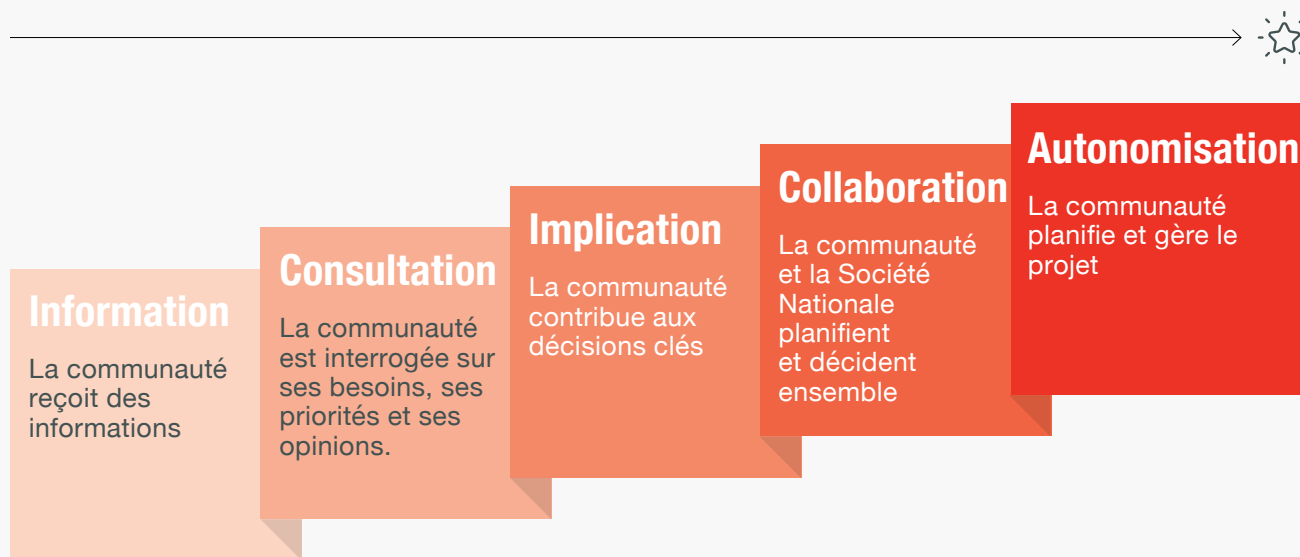 Information
La communauté
reçoit des
informations
Consultation
La communauté
est interrogée sur
ses besoins, ses
priorités et ses
opinions.
Implication
La communauté
contribue aux
décisions clés
Collaboration
La communauté
et la Société
Nationale
planifient
et décident
ensemble
Autonomisation
La communauté
planifie et gère le
projet